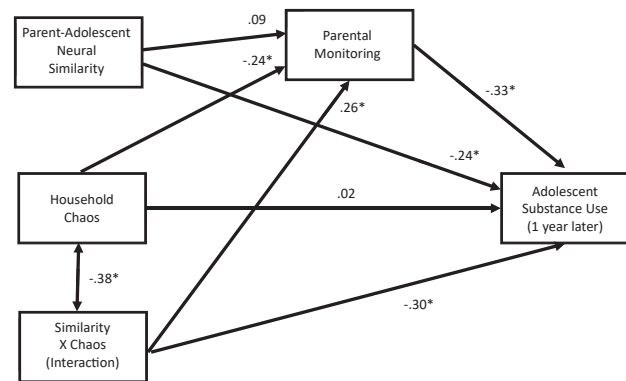 Parent-Adolescent
Neural
Similarity
.09
Parental
Monitoring
-.24*
.26*
-.33*
-.24*
Household
Chaos
.02
Adolescent
Substance Use
(1 year later)
-.38*
Similarity
X Chaos
(Interaction)
-.30*